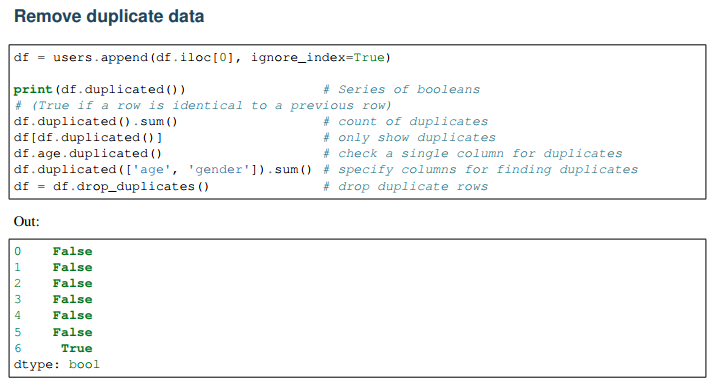 Remove duplicate data
df = users.append(df.iloc[0], ignore_index=True)
print(df.duplicated()) # Series of booleans
# (True if a row is identical to a previous row)
df.duplicated().sum() # count of duplicates
df[df.duplicated()] # only show duplicates
df.age.duplicated() # check a single column for duplicates
df.duplicated(['age', 'gender']).sum() # specify columns for finding duplicates
df = df.drop_duplicates() # drop duplicate rows
Out:
0 False
1 False
2 False
3 False
4 False
5 False
6 True
dtype: bool